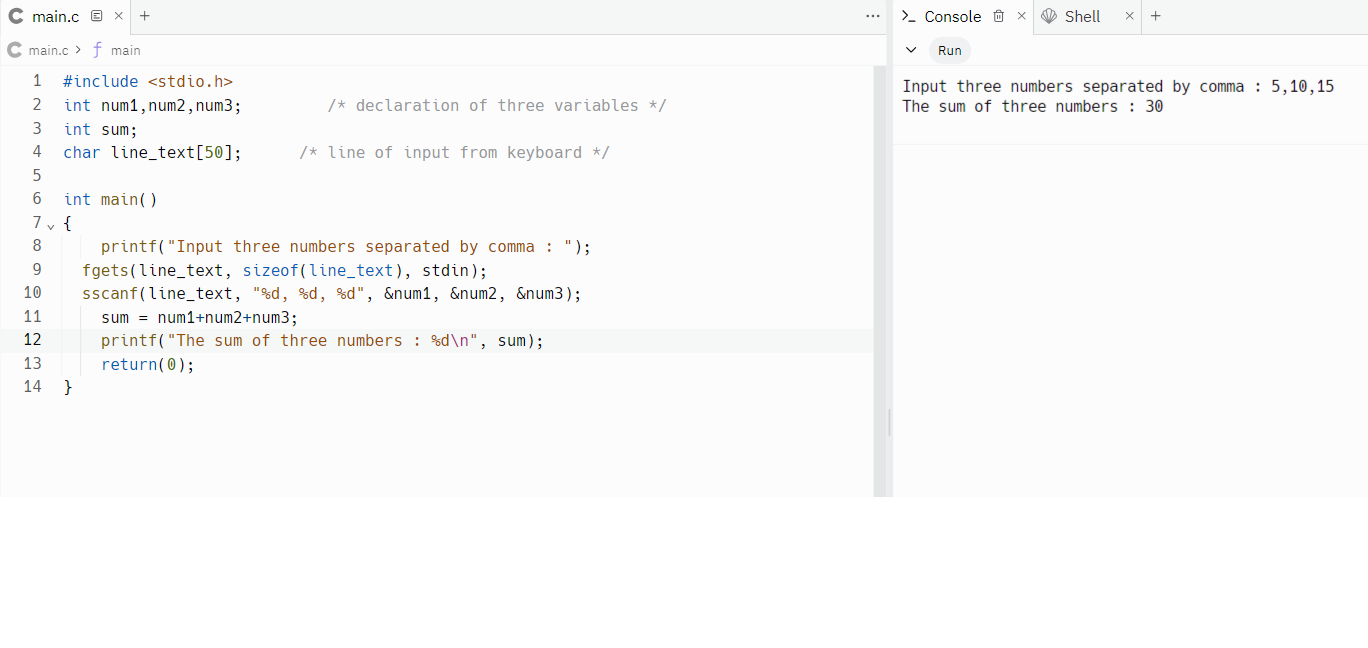 main.c
main.c > f main
1 #include <stdio.h>
2 int num1,num2,num3;         /* declaration of three variables */
3 int sum;
4 char line_text[50];      /* line of input from keyboard */
5
6 int main()
7 {
8     printf("Input three numbers separated by comma : ");
9   fgets(line_text, sizeof(line_text), stdin);
10   sscanf(line_text, "%d, %d, %d", &num1, &num2, &num3);
11     sum = num1+num2+num3;
12     printf("The sum of three numbers : %d\n", sum);
13     return(0);
14 }
Console Shell
Run
Input three numbers separated by comma : 5,10,15
The sum of three numbers : 30